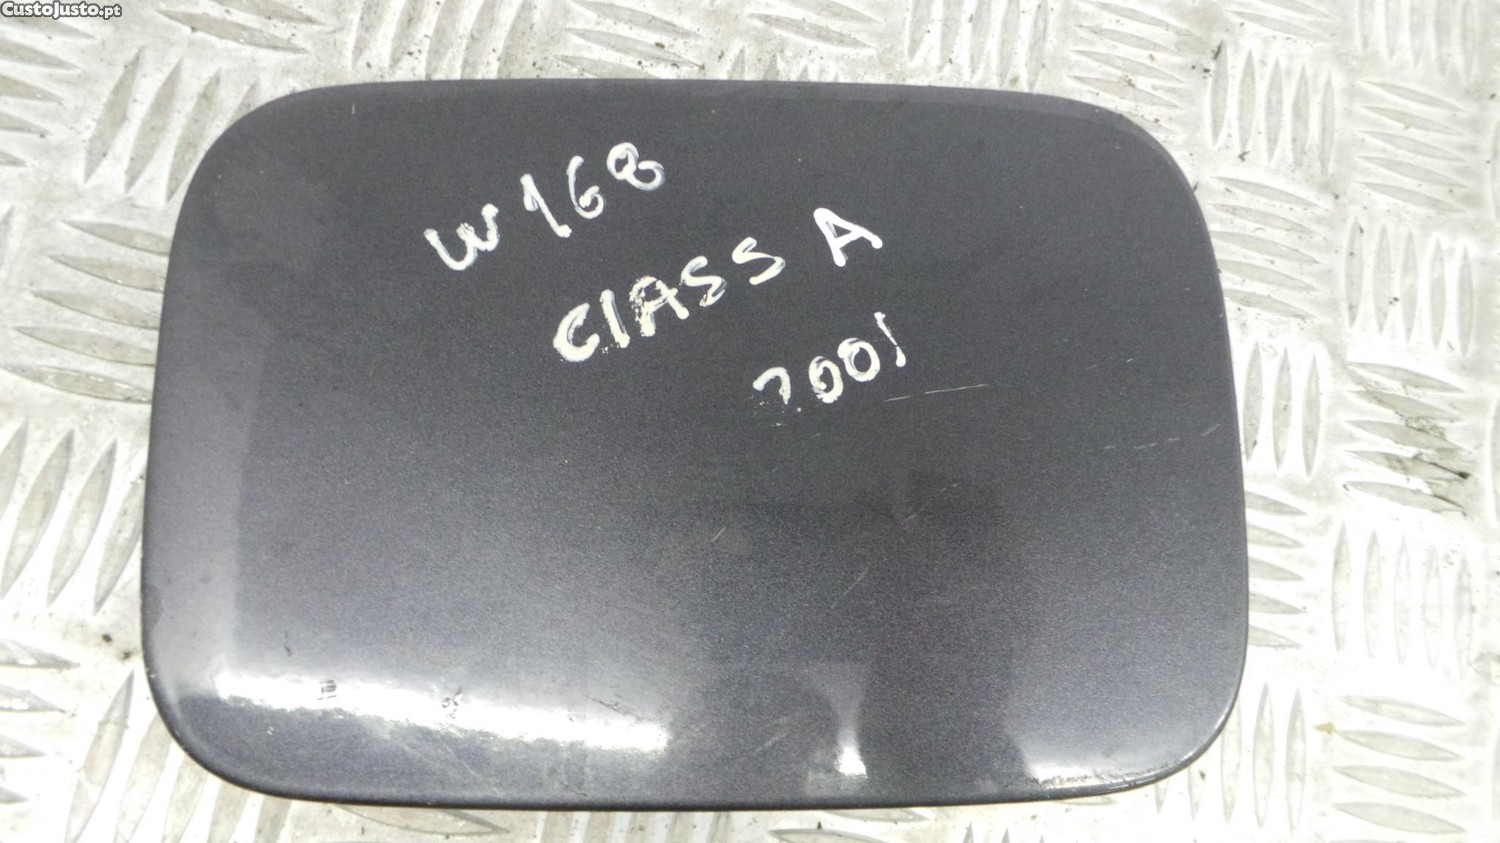 CustoJusto.pt
W168
ClASS A
2001